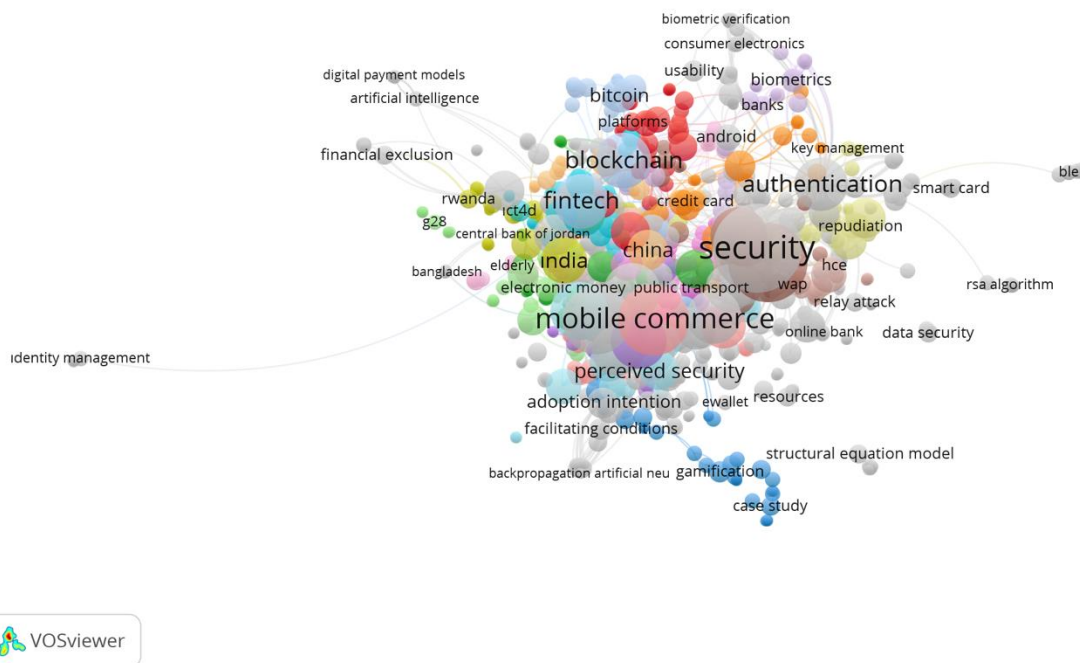 biometric verification
consumer electronics
digital payment models
usability
biometrics
artificial intelligence
bitcoin
banks
platforms
android
key management
financial exclusion
blockchain
authentication
smart card
rwanda
ict4d
fintech
credit card
g28
central bank of jordan
repudiation
china
security
india
elderly
hce
bangladesh
electronic money
public transport
wap
rsa algorithm
relay attack
mobile commerce
online bank
data security
identity management
perceived security
adoption intention
ewallet
resources
facilitating conditions
structural equation model
backpropagation artificial neu
gamification
case study
VOSviewer